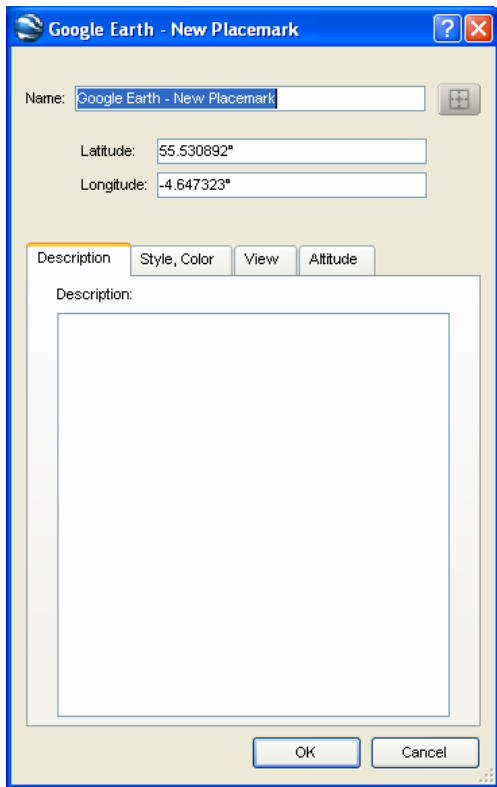 Google Earth - New Placemark
Name: Google Earth - New Placemark
Latitude: 55.530892°
Longitude: -4.647323°
Description Style, Color View Altitude
Description:
OK Cancel